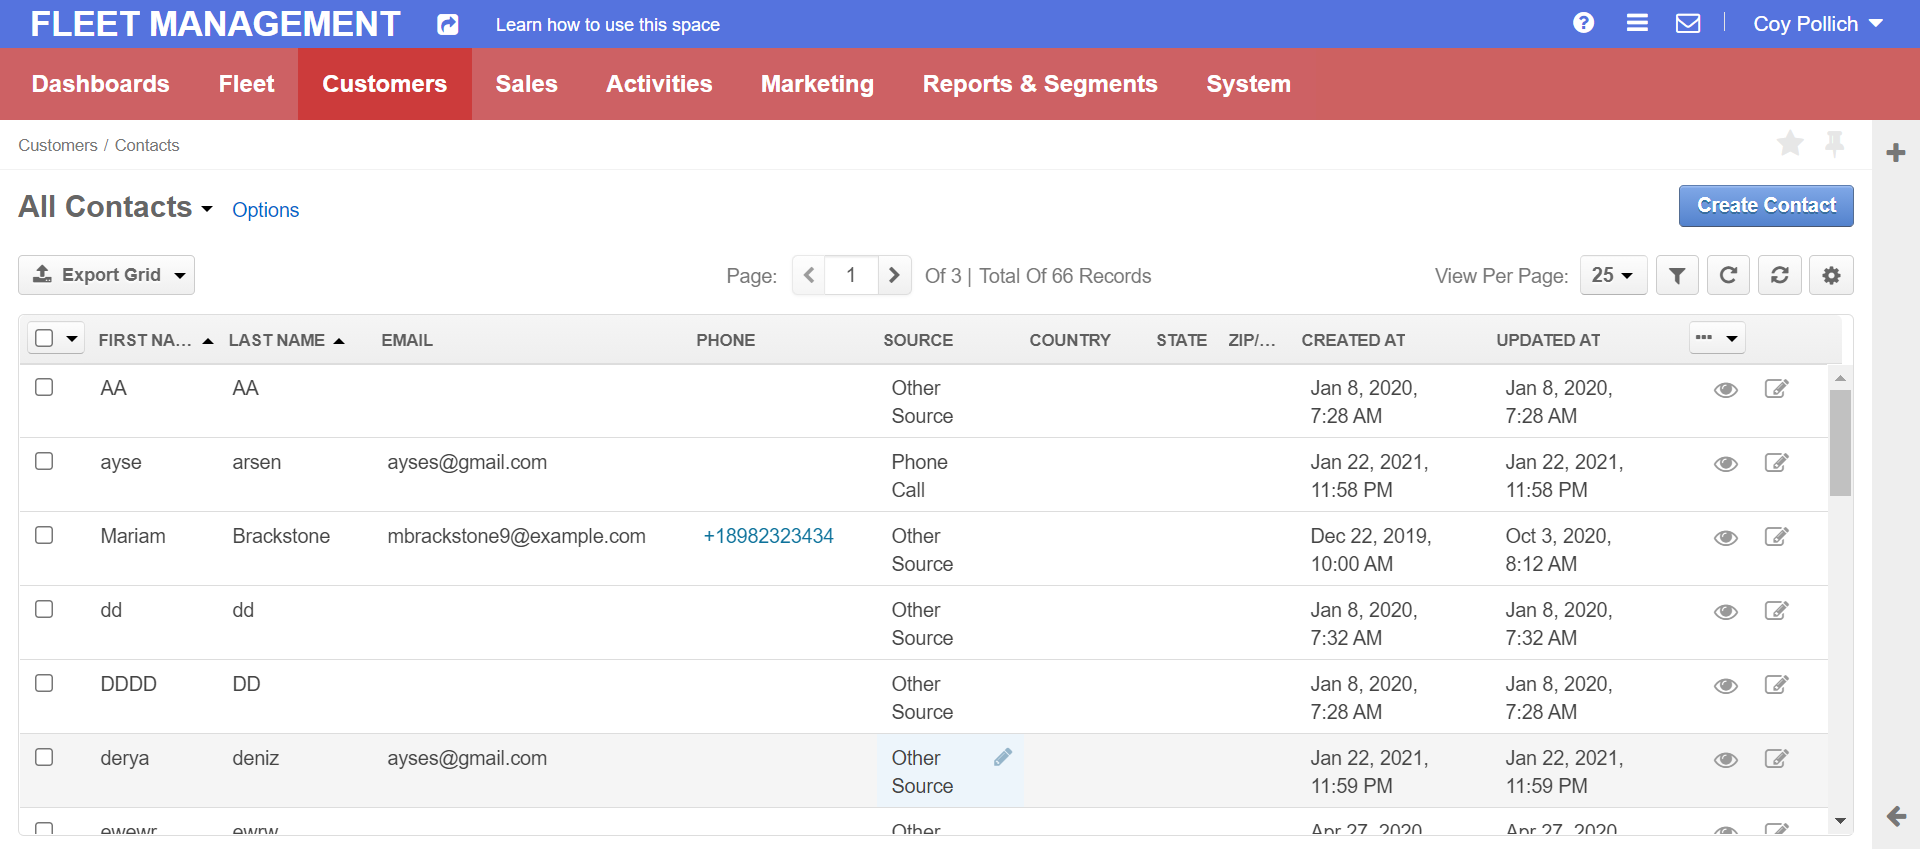 FLEET MANAGEMENT Learn how to use this space Coy Pollich
Dashboards Fleet Customers Sales Activities Marketing Reports & Segments System
Customers / Contacts
All Contacts Options Create Contact
Export Grid Page: 1 Of 3 | Total Of 66 Records View Per Page: 25
FIRST NA... LAST NAME EMAIL PHONE SOURCE COUNTRY STATE ZIP/... CREATED AT UPDATED AT
AA AA Other Jan 8, 2020, Jan 8, 2020,
Source 7:28 AM 7:28 AM
ayse arsen ayses@gmail.com Phone Jan 22, 2021, Jan 22, 2021,
Call 11:58 PM 11:58 PM
Mariam Brackstone mbrackstone9@example.com +18982323434 Other Dec 22, 2019, Oct 3, 2020,
Source 10:00 AM 8:12 AM
dd dd Other Jan 8, 2020, Jan 8, 2020,
Source 7:32 AM 7:32 AM
DDDD DD Other Jan 8, 2020, Jan 8, 2020,
Source 7:28 AM 7:28 AM
derya deniz ayses@gmail.com Other Jan 22, 2021, Jan 22, 2021,
Source 11:59 PM 11:59 PM
ewewr ewrw Other Apr 27, 2020, Apr 27, 2020,